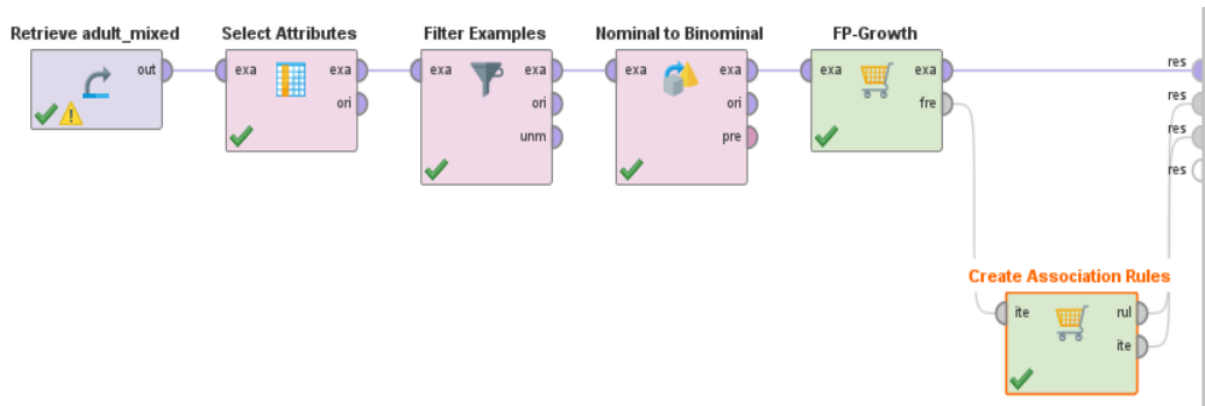 Retrieve adult_mixed
Select Attributes
Filter Examples
Nominal to Binominal
FP-Growth
out
exa
exa
ori
exa
exa
ori
unm
exa
exa
ori
pre
exa
exa
fre
res
res
res
res
Create Association Rules
ite
rul
ite